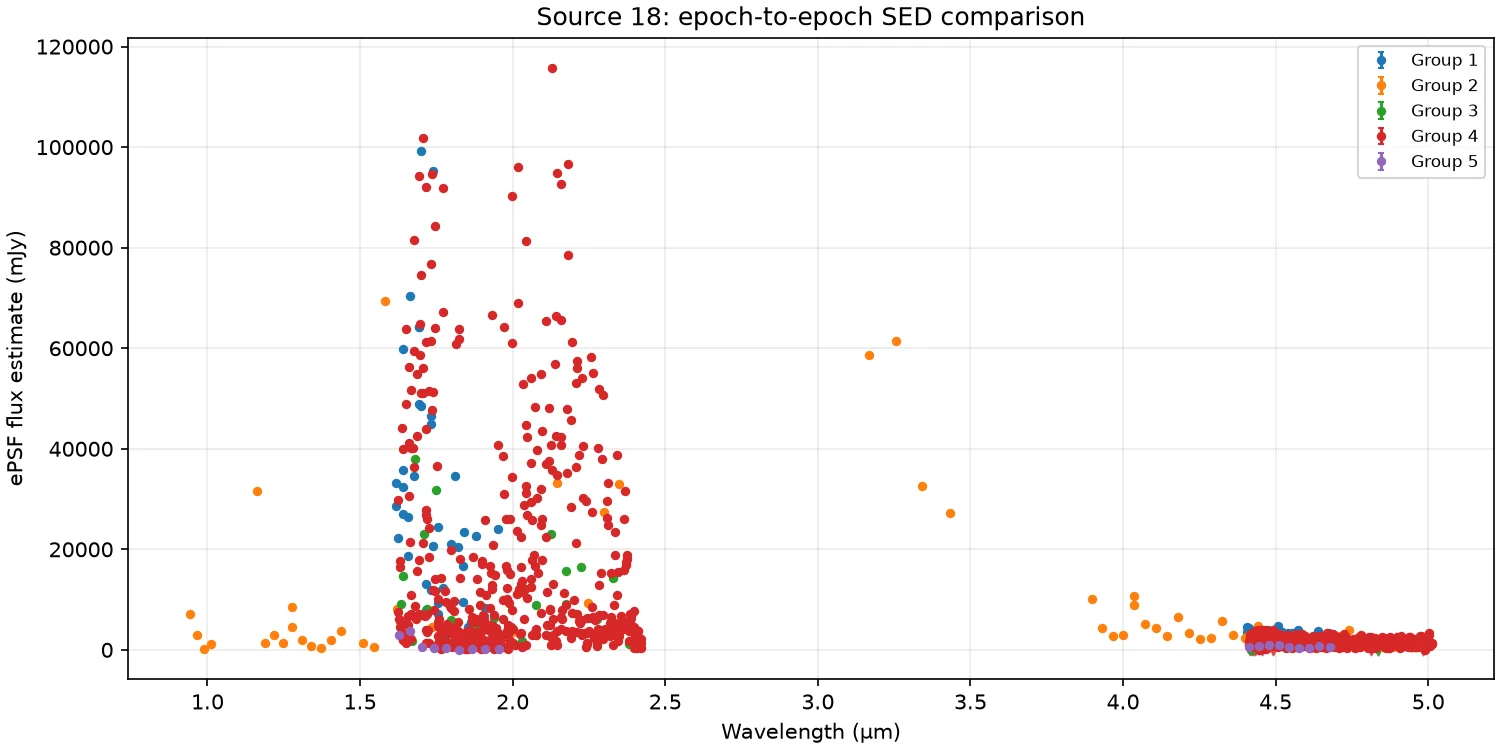 Source 18: epoch-to-epoch SED comparison
120000
100000
80000
60000
40000
20000
0
ePSF flux estimate (mJy)
1.0 1.5 2.0 2.5 3.0 3.5 4.0 4.5 5.0
Wavelength (µm)
Group 1
Group 2
Group 3
Group 4
Group 5